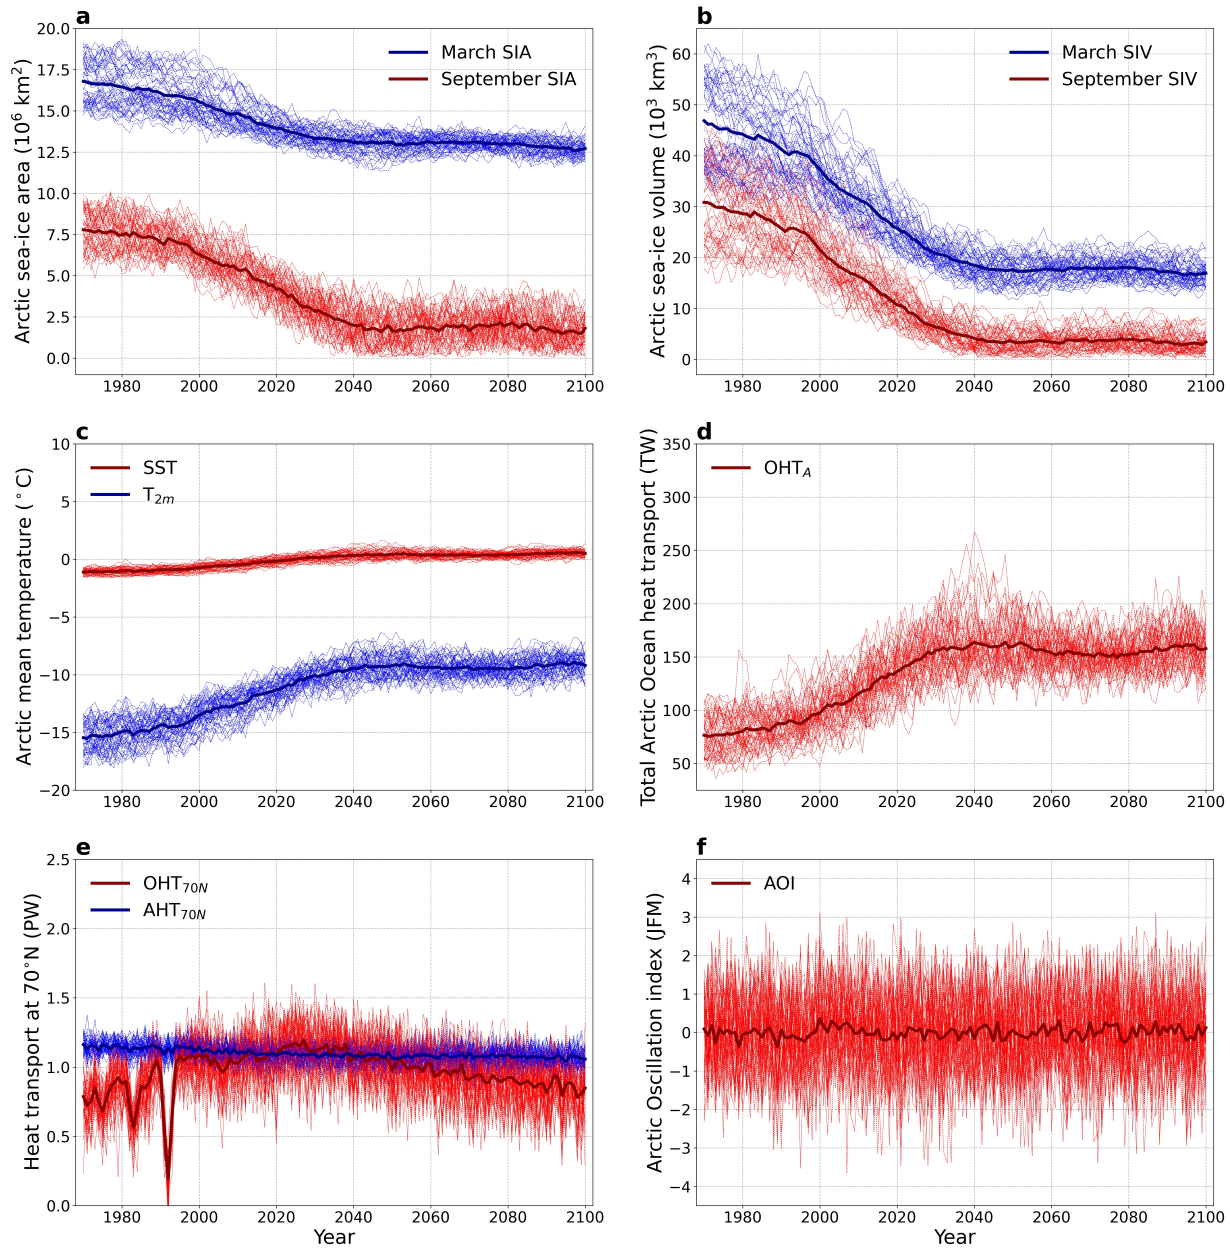 a
20.0
17.5
15.0
12.5
10.0
7.5
5.0
2.5
0.0
Arctic sea-ice area (10⁶ km²)
March SIA
September SIA
1980 2000 2020 2040 2060 2080 2100
b
60
50
40
30
20
10
0
Arctic sea-ice volume (10³ km³)
March SIV
September SIV
1980 2000 2020 2040 2060 2080 2100
c
10
5
0
−5
−10
−15
−20
Arctic mean temperature (°C)
SST
T₂ₘ
1980 2000 2020 2040 2060 2080 2100
d
350
300
250
200
150
100
50
Total Arctic Ocean heat transport (TW)
OHT_A
1980 2000 2020 2040 2060 2080 2100
e
2.5
2.0
1.5
1.0
0.5
0.0
Heat transport at 70°N (PW)
OHT_70N
AHT_70N
1980 2000 2020 2040 2060 2080 2100
Year
f
4
3
2
1
0
−1
−2
−3
−4
Arctic Oscillation index (JFM)
AOI
1980 2000 2020 2040 2060 2080 2100
Year